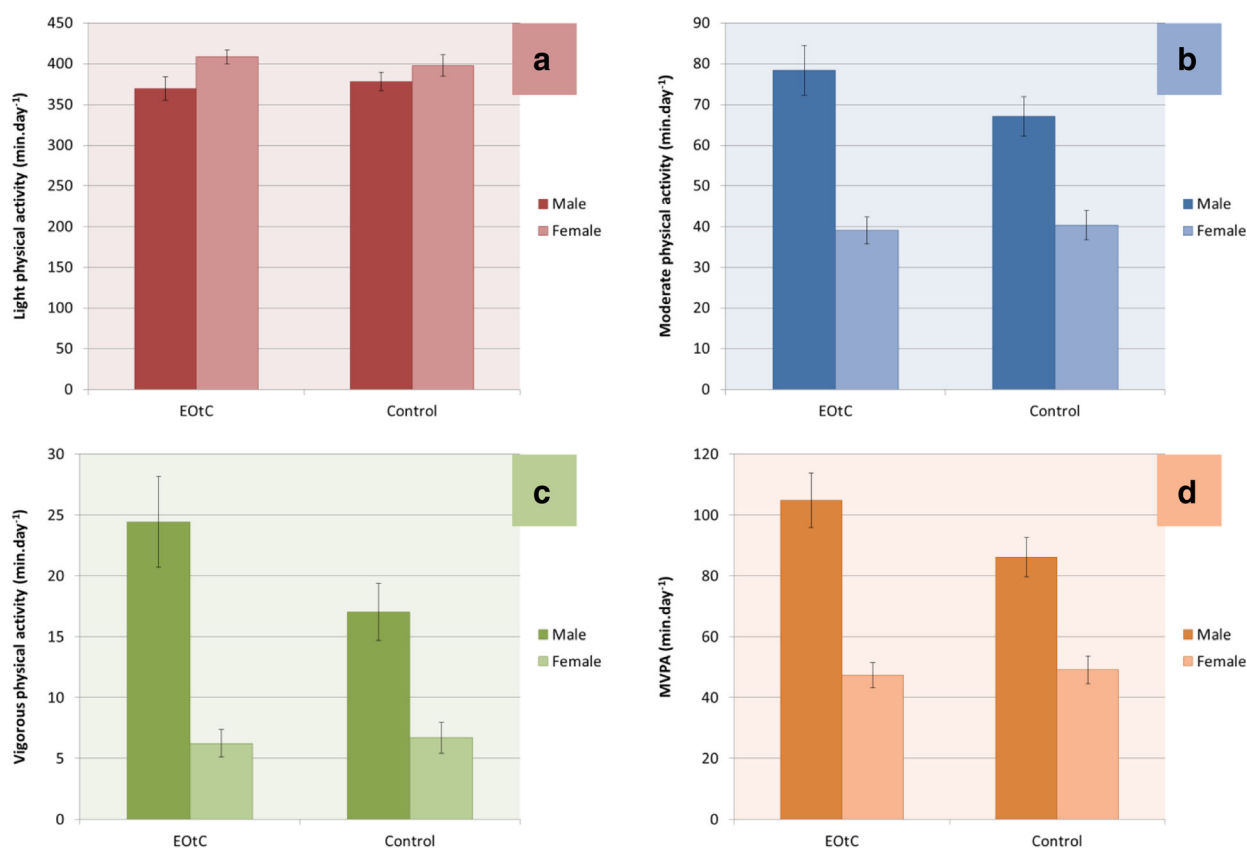 a
Light physical activity (min.day⁻¹)
450
400
350
300
250
200
150
100
50
0
EOtC
Control
Male
Female
b
Moderate physical activity (min.day⁻¹)
90
80
70
60
50
40
30
20
10
0
EOtC
Control
Male
Female
c
Vigorous physical activity (min.day⁻¹)
30
25
20
15
10
5
0
EOtC
Control
Male
Female
d
MVPA (min.day⁻¹)
120
100
80
60
40
20
0
EOtC
Control
Male
Female